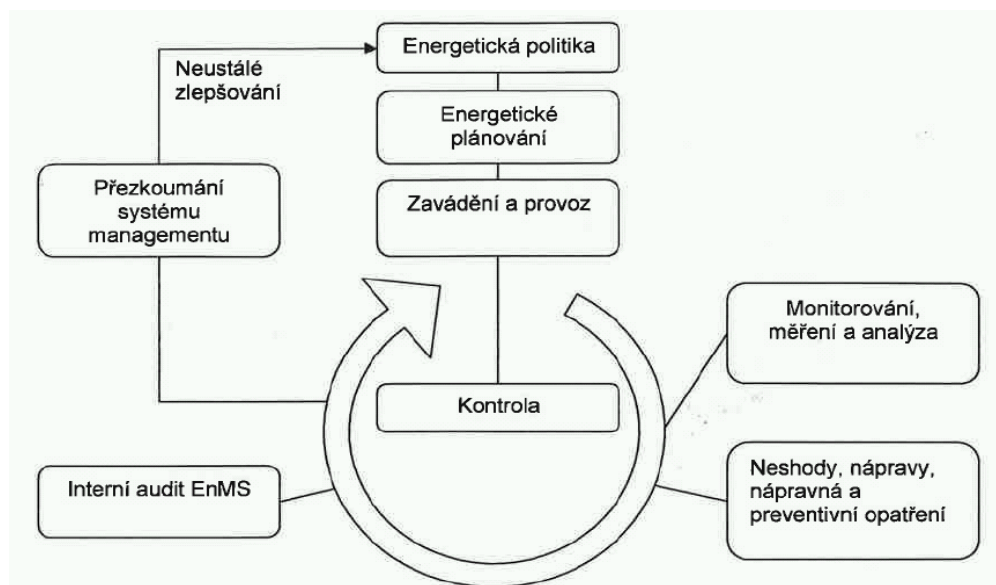 Energetická politika
Neustálé
zlepšování
Energetické
plánování
Přezkoumání
systému
managementu
Zavádění a provoz
Monitorování,
měření a analýza
Kontrola
Interní audit EnMS
Neshody, nápravy,
nápravná a
preventivní opatření